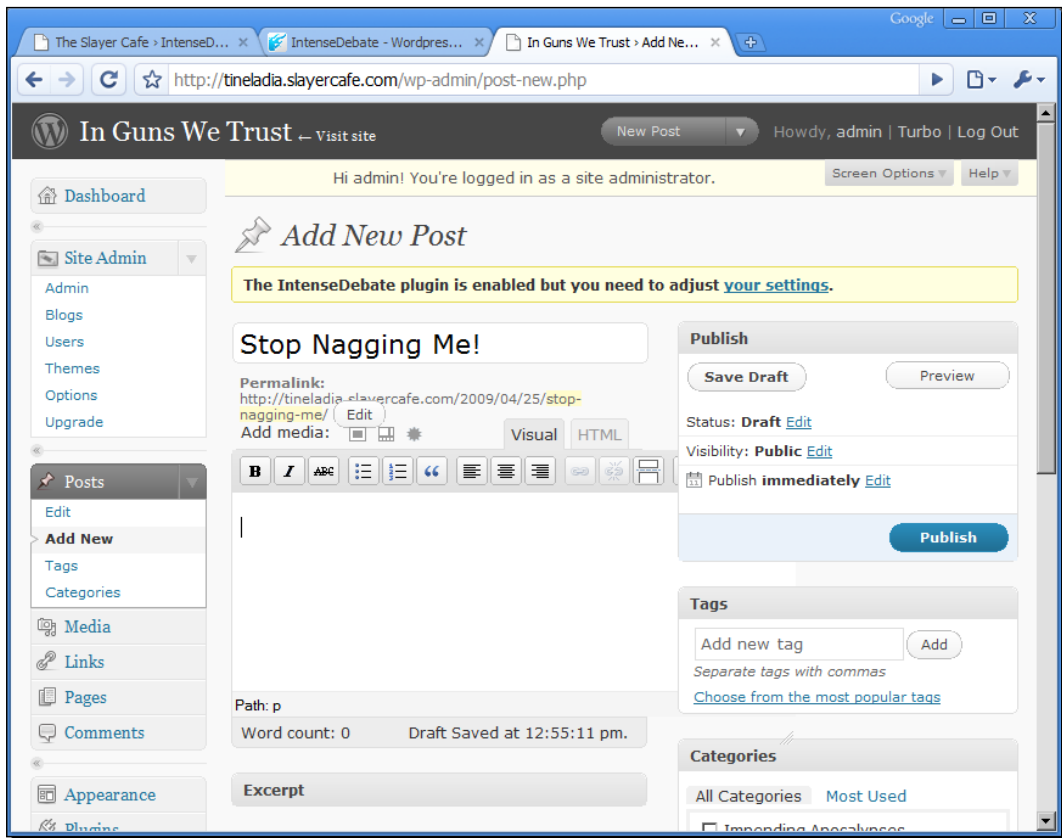 Google
The Slayer Cafe › IntenseD...
IntenseDebate - Wordpres...
In Guns We Trust › Add Ne...
http://tineladia.slayercafe.com/wp-admin/post-new.php
In Guns We Trust ← Visit site
New Post
Howdy, admin | Turbo | Log Out
Hi admin! You're logged in as a site administrator.
Screen Options
Help
Dashboard
Add New Post
Site Admin
Admin
Blogs
Users
Themes
Options
Upgrade
The IntenseDebate plugin is enabled but you need to adjust your settings.
Stop Nagging Me!
Permalink:
http://tineladia.slayercafe.com/2009/04/25/stop-
nagging-me/ Edit
Add media:
Visual
HTML
B I ABC
Posts
Edit
Add New
Tags
Categories
Media
Links
Pages
Comments
Appearance
Plugins
Path: p
Word count: 0
Draft Saved at 12:55:11 pm.
Excerpt
Publish
Save Draft
Preview
Status: Draft Edit
Visibility: Public Edit
Publish immediately Edit
Publish
Tags
Add new tag
Add
Separate tags with commas
Choose from the most popular tags
Categories
All Categories
Most Used
Impending Apocalypses